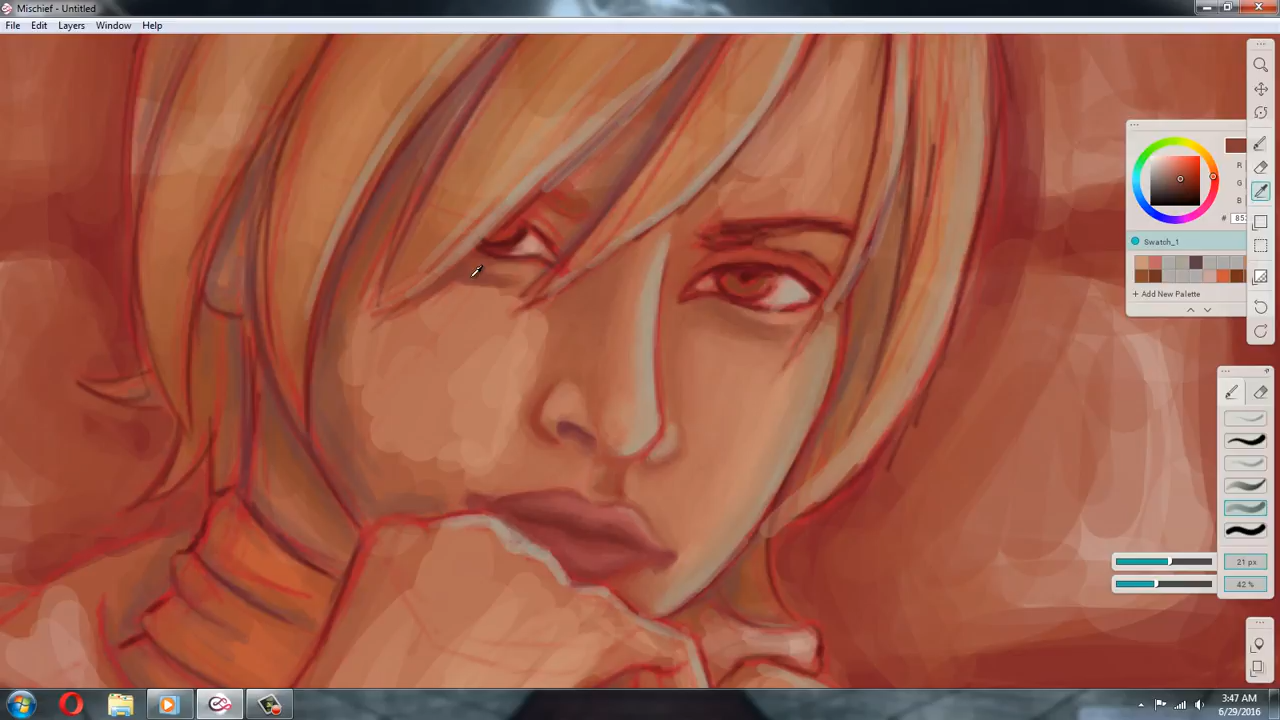 Mischief - Untitled
File Edit Layers Window Help
R
G
B
# 85
Swatch_1
+ Add New Palette
21 px
42 %
3:47 AM
6/29/2016